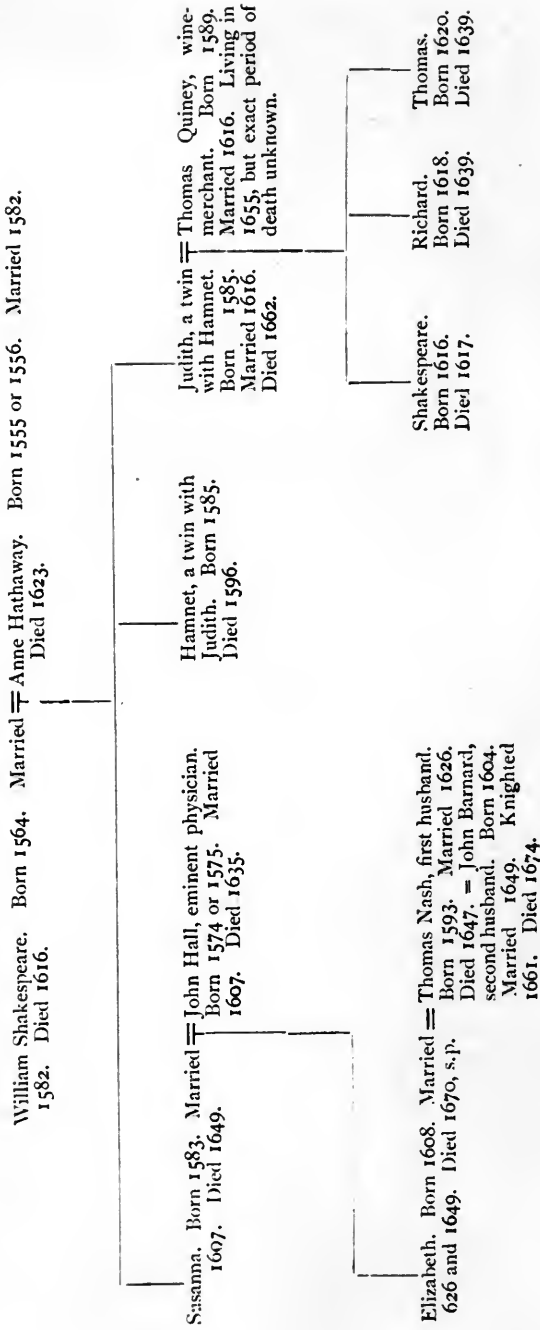 William Shakespeare. Born 1564. Married
1582. Died 1616.
Anne Hathaway. Born 1555 or 1556. Married 1582.
Died 1623.
Susanna. Born 1583. Married
1607. Died 1649.
John Hall, eminent physician.
Born 1574 or 1575. Married
1607. Died 1635.
Hamnet, a twin with
Judith. Born 1585.
Died 1596.
Judith, a twin
with Hamnet.
Born 1585.
Married 1616.
Died 1662.
Thomas Quiney, wine-
merchant. Born 1589.
Married 1616. Living in
1655, but exact period of
death unknown.
Elizabeth. Born 1608. Married
626 and 1649. Died 1670, s.p.
Thomas Nash, first husband.
Born 1593. Married 1626.
Died 1647. = John Barnard,
second husband. Born 1604.
Married 1649. Knighted
1661. Died 1674.
Shakespeare.
Born 1616.
Died 1617.
Richard.
Born 1618.
Died 1639.
Thomas.
Born 1620.
Died 1639.